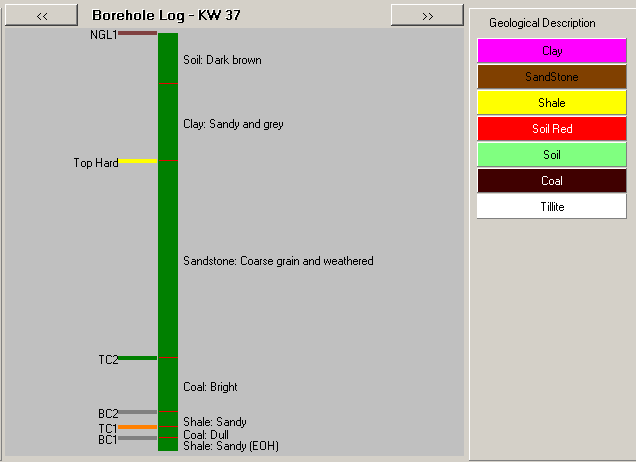 <<
Borehole Log - KW 37
>>
Geological Description
NGL1
Soil: Dark brown
Clay
SandStone
Shale
Clay: Sandy and grey
Soil Red
Soil
Top Hard
Coal
Tillite
Sandstone: Coarse grain and weathered
TC2
Coal: Bright
BC2
Shale: Sandy
TC1
Coal: Dull
BC1
Shale: Sandy (EOH)